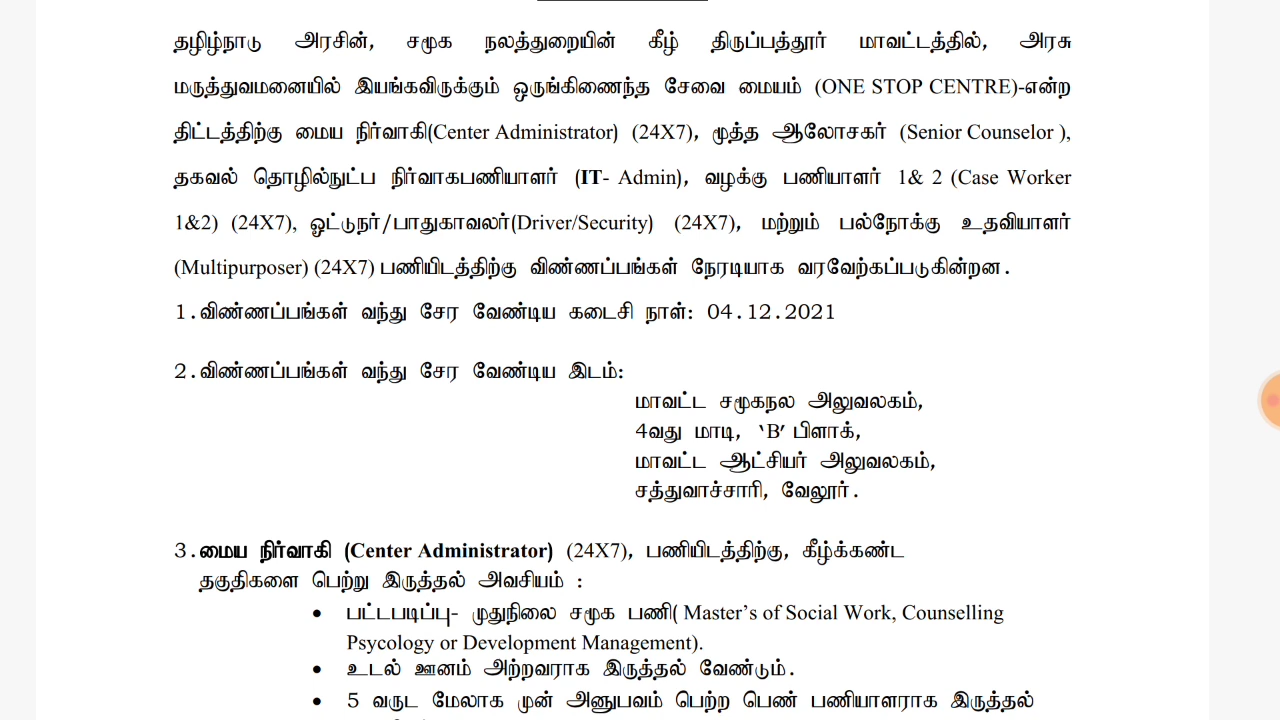 தமிழ்நாடு அரசின், சமூக நலத்துறையின் கீழ் திருப்பத்தூர் மாவட்டத்தில், அரசு
மருத்துவமனையில் இயங்கவிருக்கும் ஒருங்கிணைந்த சேவை மையம் (ONE STOP CENTRE)-என்ற
திட்டத்திற்கு மைய நிர்வாகி(Center Administrator) (24X7), மூத்த ஆலோசகர் (Senior Counselor ),
தகவல் தொழில்நுட்ப நிர்வாகபணியாளர் (IT- Admin), வழக்கு பணியாளர் 1& 2 (Case Worker
1&2) (24X7), ஓட்டுநர்/பாதுகாவலர்(Driver/Security) (24X7), மற்றும் பல்நோக்கு உதவியாளர்
(Multipurposer) (24X7) பணியிடத்திற்கு விண்ணப்பங்கள் நேரடியாக வரவேற்கப்படுகின்றன.
1.விண்ணப்பங்கள் வந்து சேர வேண்டிய கடைசி நாள்: 04.12.2021
2.விண்ணப்பங்கள் வந்து சேர வேண்டிய இடம்:
மாவட்ட சமூகநல அலுவலகம்,
4வது மாடி, ‘B’ பிளாக்,
மாவட்ட ஆட்சியர் அலுவலகம்,
சத்துவாச்சாரி, வேலூர்.
3.மைய நிர்வாகி (Center Administrator) (24X7), பணியிடத்திற்கு, கீழ்க்கண்ட
தகுதிகளை பெற்று இருத்தல் அவசியம் :
• பட்டபடிப்பு- முதுநிலை சமூக பணி( Master’s of Social Work, Counselling
Psycology or Development Management).
• உடல் ஊனம் அற்றவராக இருத்தல் வேண்டும்.
• 5 வருட மேலாக முன் அனுபவம் பெற்ற பெண் பணியாளராக இருத்தல்